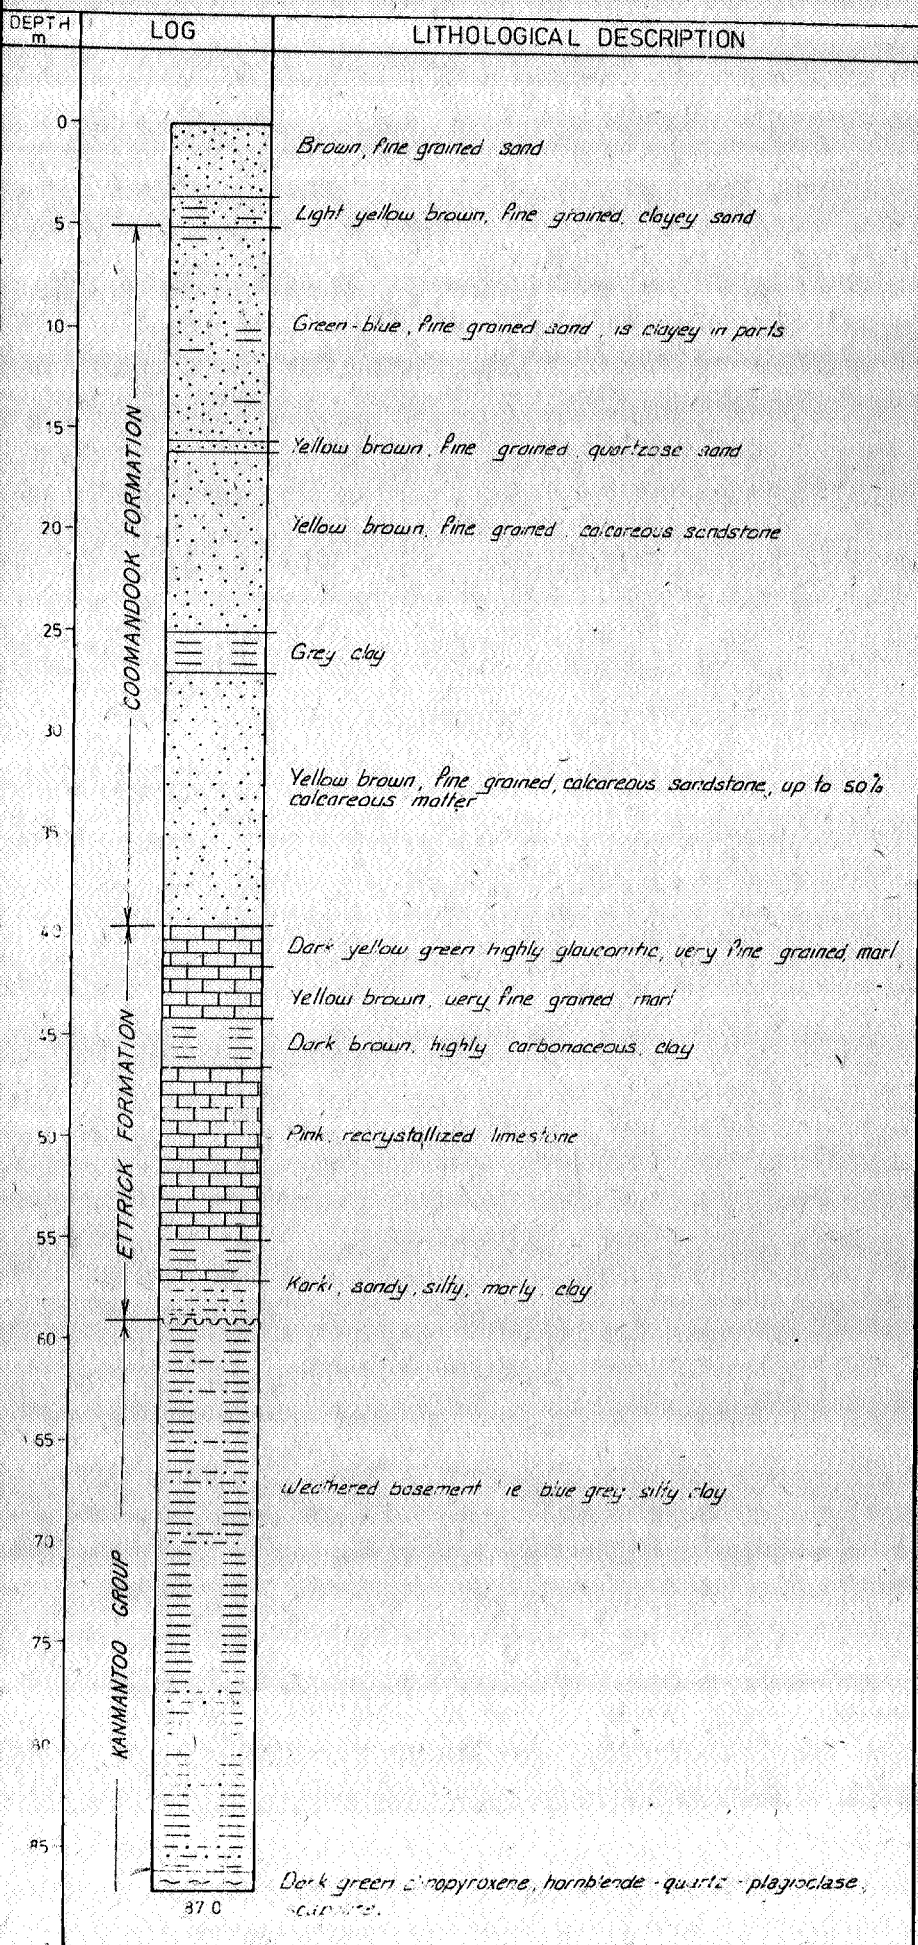 DEPTH m LOG LITHOLOGICAL DESCRIPTION
0
Brown, fine grained sand
Light yellow brown, fine grained, clayey sand
5
10
Green-blue, fine grained sand, is clayey in parts
15
Yellow brown, fine grained, quartzose sand
20
Yellow brown, fine grained, calcareous sandstone
COOMANDOOK FORMATION
25
Grey clay
30
Yellow brown, fine grained, calcareous sandstone, up to 50%
calcareous matter
35
40
Dark yellow green highly glauconitic, very fine grained, marl
Yellow brown, very fine grained marl
45
Dark brown, highly carbonaceous, clay
ETTRICK FORMATION
50
Pink, recrystallized limestone
55
Karki, sandy, silty, marly clay
60
65
Weathered basement ie blue grey silty clay
70
KANMANTOO GROUP
75
80
85
Dark green clinopyroxene, hornblende - quartz - plagioclase,
87.0